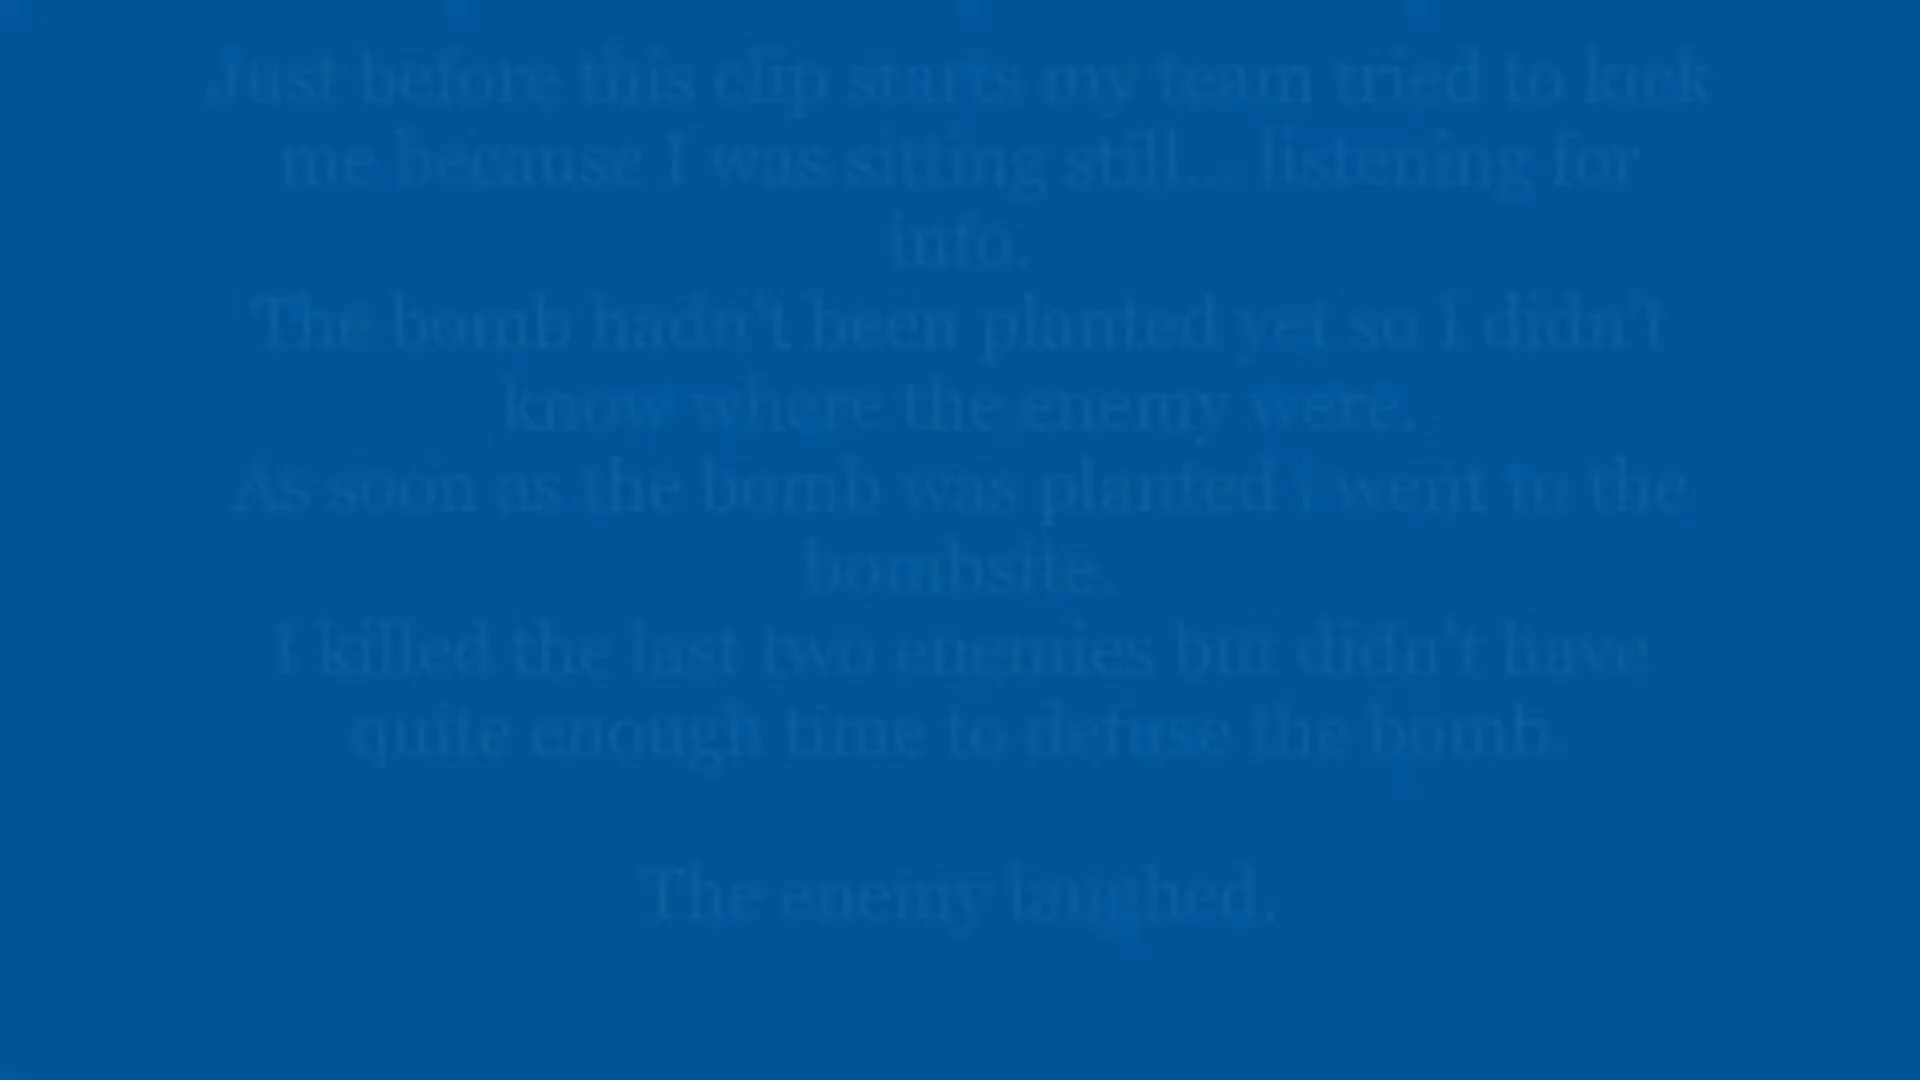 Just before this clip starts my team tried to kick
me because I was sitting still... listening for
info.
The bomb hadn't been planted yet so I didn't
know where the enemy were.
As soon as the bomb was planted i went to the
bombsite.
I killed the last two enemies but didn't have
quite enough time to defuse the bomb.
The enemy laughed.